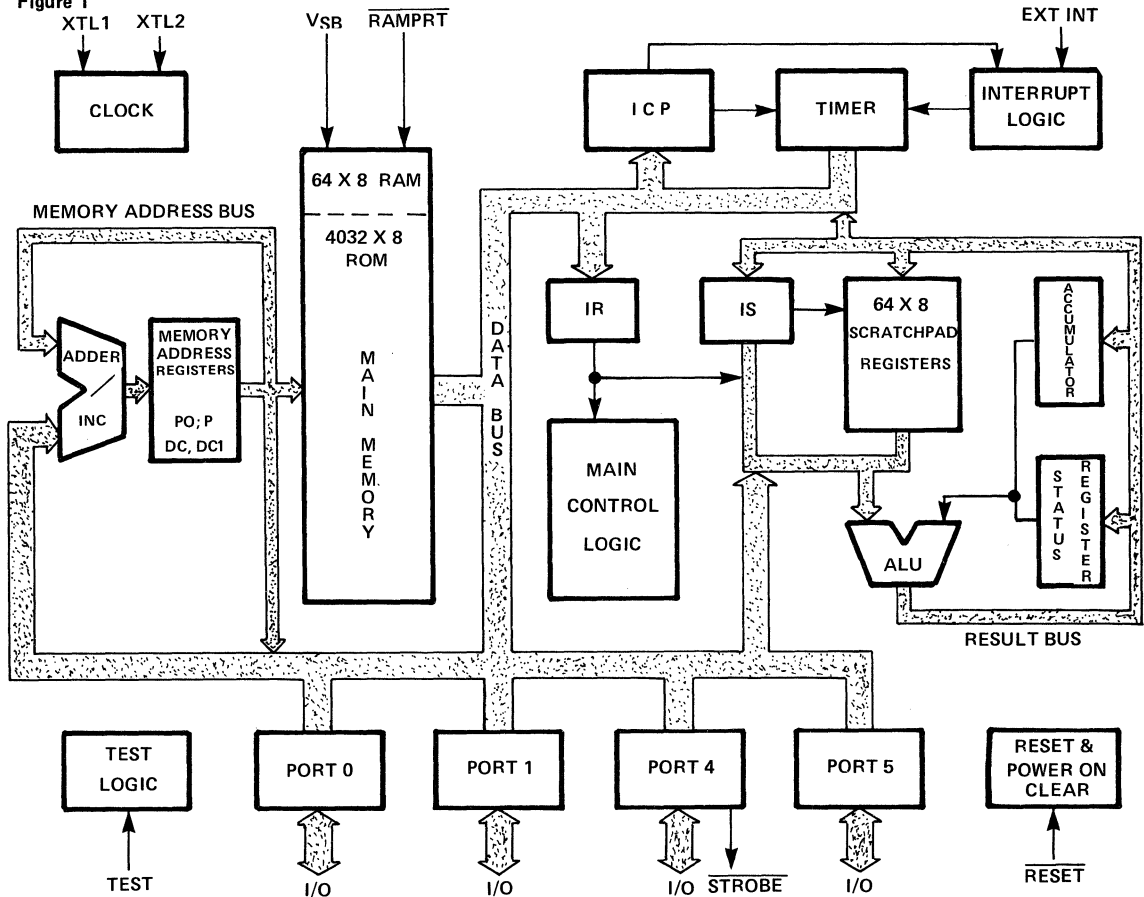 Figure 1
XTL1 XTL2
VSB
RAMPRT
EXT INT
CLOCK
ICP
TIMER
INTERRUPT
LOGIC
64 X 8 RAM
4032 X 8
ROM
MAIN MEMORY
MEMORY ADDRESS BUS
ADDER
/
INC
MEMORY
ADDRESS
REGISTERS
PO; P
DC, DC1
DATA BUS
IR
IS
64 X 8
SCRATCHPAD
REGISTERS
ACCUMULATOR
MAIN
CONTROL
LOGIC
STATUS
REGISTER
ALU
RESULT BUS
TEST
LOGIC
PORT 0
PORT 1
PORT 4
PORT 5
RESET &
POWER ON
CLEAR
TEST
I/O
I/O
I/O
STROBE
I/O
RESET